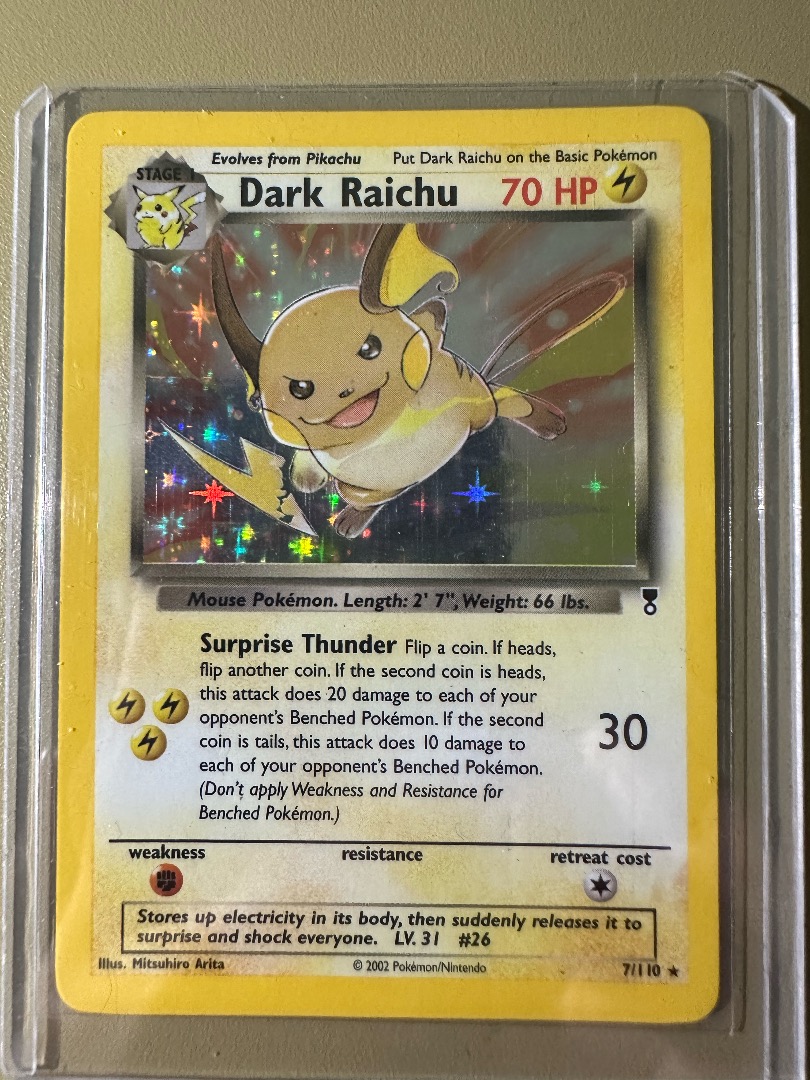 Evolves from Pikachu Put Dark Raichu on the Basic Pokémon
STAGE 1
Dark Raichu 70 HP
Mouse Pokémon. Length: 2' 7", Weight: 66 lbs.
Surprise Thunder Flip a coin. If heads,
flip another coin. If the second coin is heads,
this attack does 20 damage to each of your
opponent's Benched Pokémon. If the second
coin is tails, this attack does 10 damage to
each of your opponent's Benched Pokémon.
(Don't apply Weakness and Resistance for
Benched Pokémon.)
30
weakness resistance retreat cost
Stores up electricity in its body, then suddenly releases it to
surprise and shock everyone. LV. 31 #26
Illus. Mitsuhiro Arita © 2002 Pokémon/Nintendo 7/110 ★